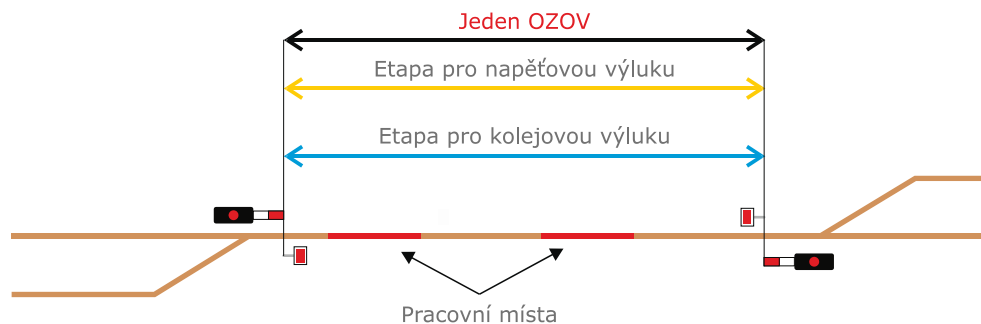 Jeden OZOV
Etapa pro napěťovou výluku
Etapa pro kolejovou výluku
Pracovní místa